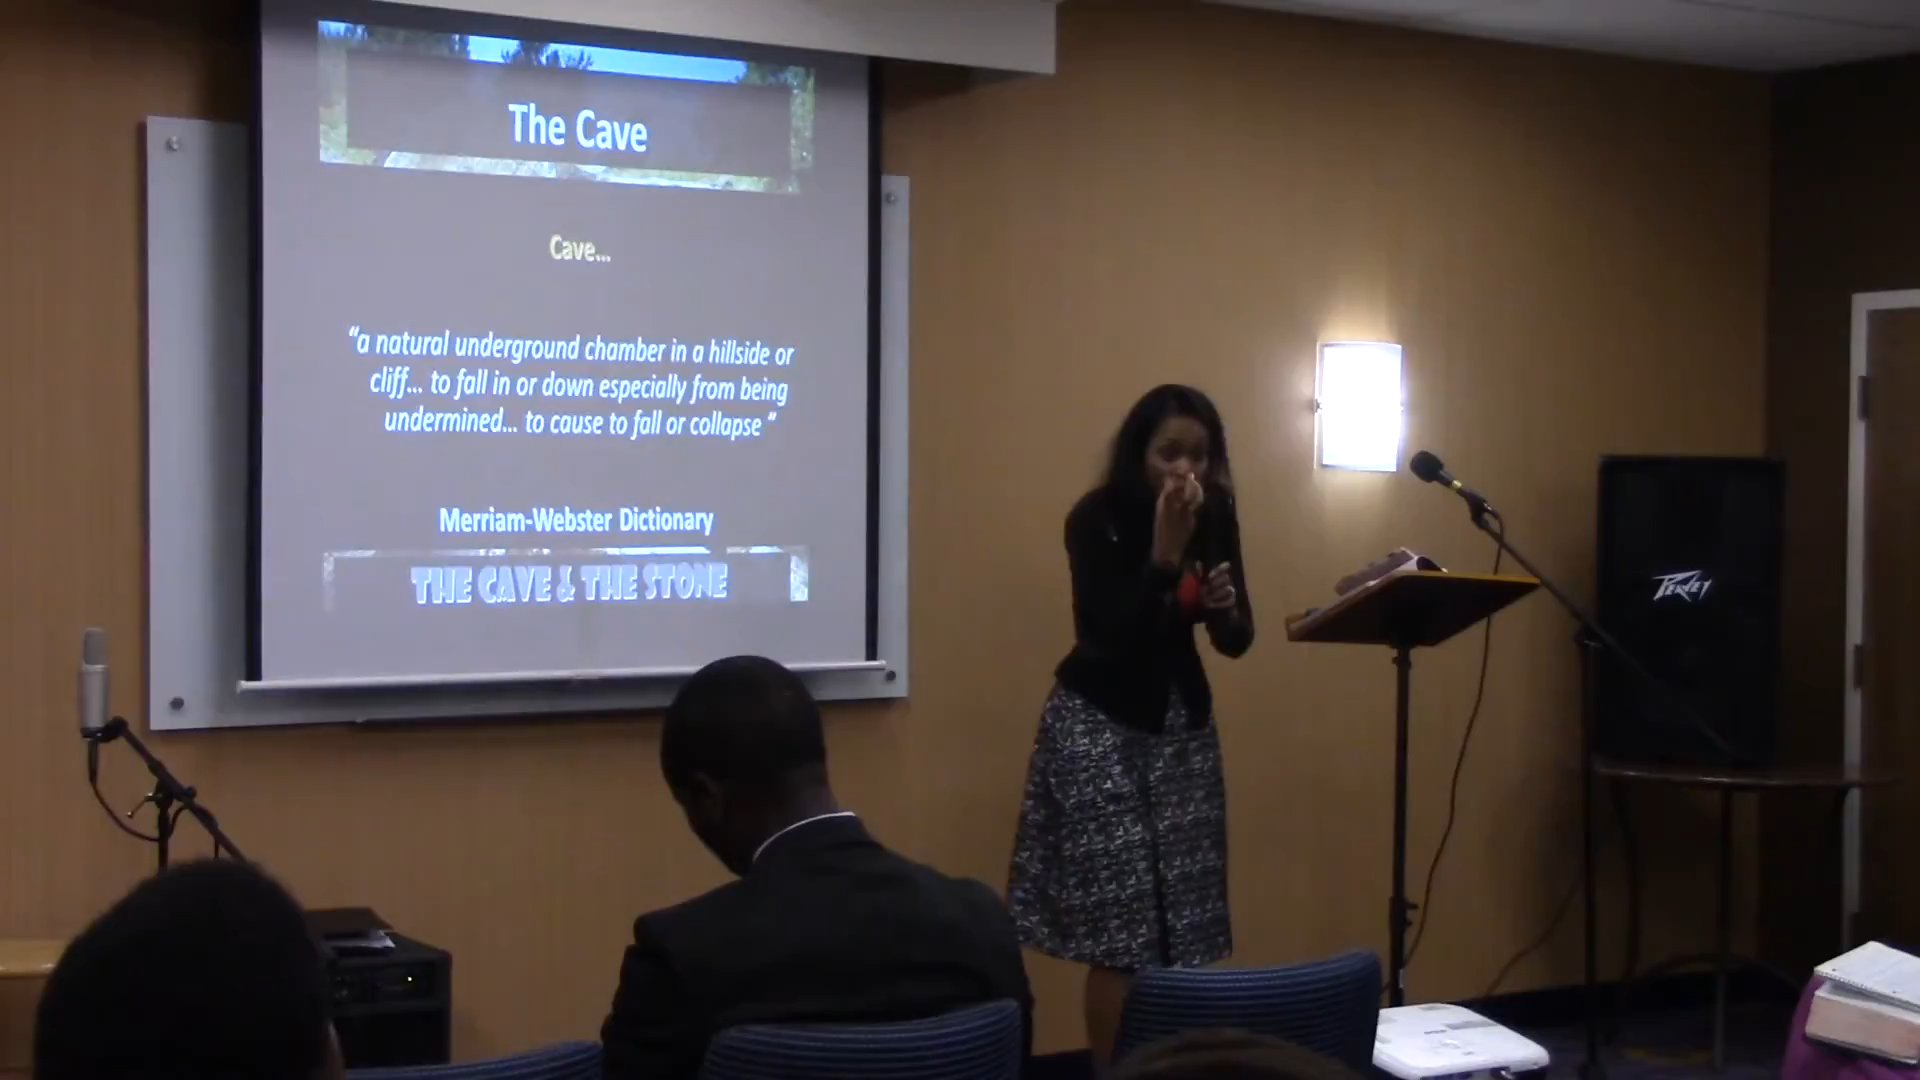 The Cave
Cave...
"a natural underground chamber in a hillside or
cliff... to fall in or down especially from being
undermined... to cause to fall or collapse "
Merriam-Webster Dictionary
THE CAVE & THE STONE
PEAVEY